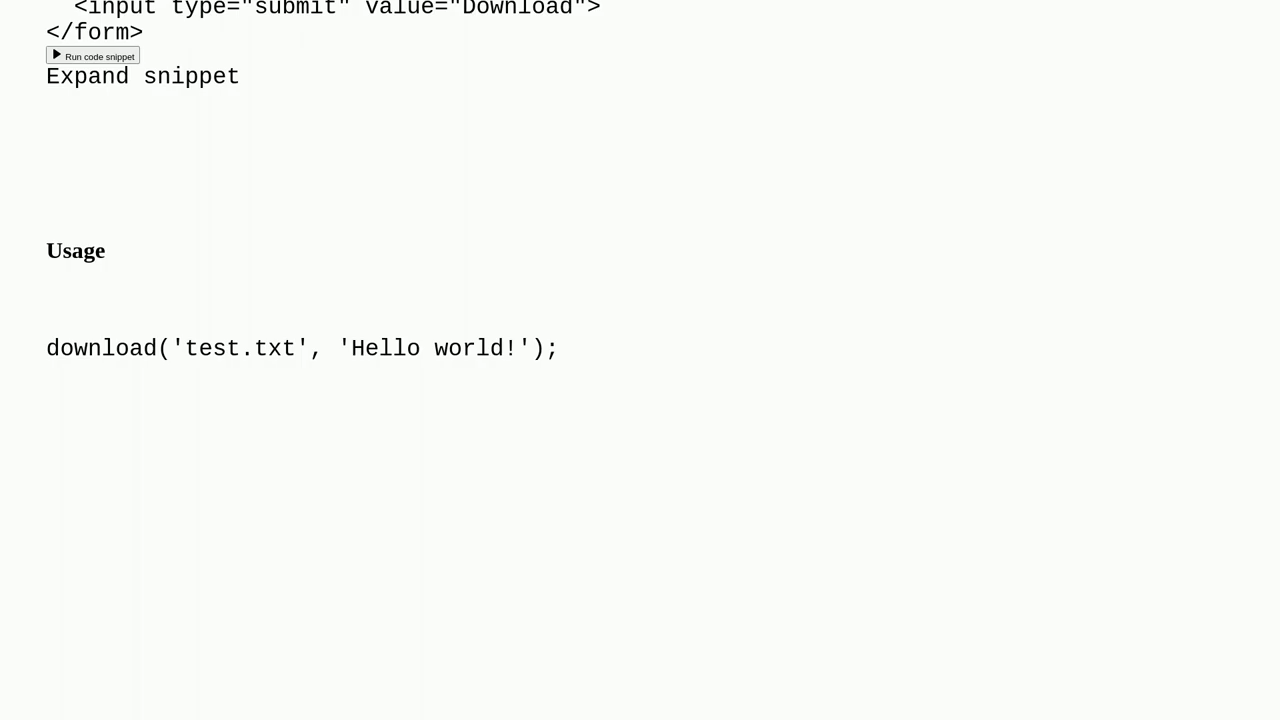 <input type="submit" value="Download">
</form>
Run code snippet
Expand snippet
Usage
download('test.txt', 'Hello world!');